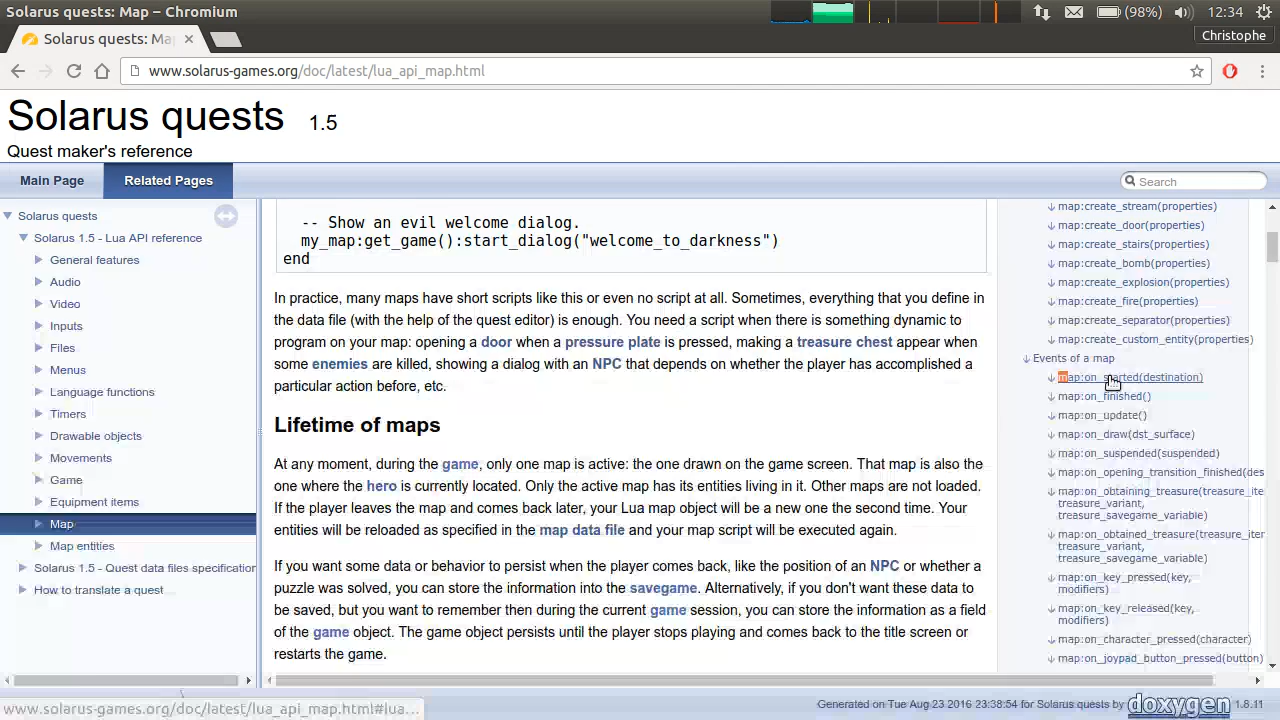 Solarus quests: Map – Chromium
(98%)
12:34
Solarus quests: Ma
Christophe
www.solarus-games.org/doc/latest/lua_api_map.html
Solarus quests 1.5
Quest maker's reference
Main Page
Related Pages
Search
Solarus quests
Solarus 1.5 - Lua API reference
General features
Audio
Video
Inputs
Files
Menus
Language functions
Timers
Drawable objects
Movements
Game
Equipment items
Map
Map entities
Solarus 1.5 - Quest data files specification
How to translate a quest
-- Show an evil welcome dialog.
my_map:get_game():start_dialog("welcome_to_darkness")
end
In practice, many maps have short scripts like this or even no script at all. Sometimes, everything that you define in
the data file (with the help of the quest editor) is enough. You need a script when there is something dynamic to
program on your map: opening a door when a pressure plate is pressed, making a treasure chest appear when
some enemies are killed, showing a dialog with an NPC that depends on whether the player has accomplished a
particular action before, etc.
Lifetime of maps
At any moment, during the game, only one map is active: the one drawn on the game screen. That map is also the
one where the hero is currently located. Only the active map has its entities living in it. Other maps are not loaded.
If the player leaves the map and comes back later, your Lua map object will be a new one the second time. Your
entities will be reloaded as specified in the map data file and your map script will be executed again.
If you want some data or behavior to persist when the player comes back, like the position of an NPC or whether a
puzzle was solved, you can store the information into the savegame. Alternatively, if you don't want these data to
be saved, but you want to remember then during the current game session, you can store the information as a field
of the game object. The game object persists until the player stops playing and comes back to the title screen or
restarts the game.
map:create_stream(properties)
map:create_door(properties)
map:create_stairs(properties)
map:create_bomb(properties)
map:create_explosion(properties)
map:create_fire(properties)
map:create_separator(properties)
map:create_custom_entity(properties)
Events of a map
map:on_started(destination)
map:on_finished()
map:on_update()
map:on_draw(dst_surface)
map:on_suspended(suspended)
map:on_opening_transition_finished(des
map:on_obtaining_treasure(treasure_ite
treasure_variant,
treasure_savegame_variable)
map:on_obtained_treasure(treasure_iter
treasure_variant,
treasure_savegame_variable)
map:on_key_pressed(key,
modifiers)
map:on_key_released(key,
modifiers)
map:on_character_pressed(character)
map:on_joypad_button_pressed(button)
www.solarus-games.org/doc/latest/lua_api_map.html#lua...
Generated on Tue Aug 23 2016 23:38:54 for Solarus quests by doxygen 1.8.11